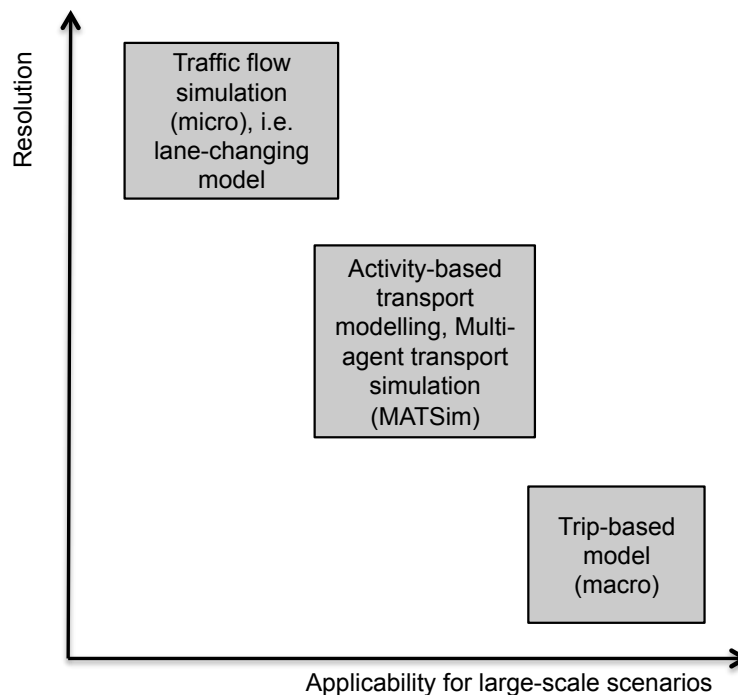 Resolution
Traffic flow
simulation
(micro), i.e.
lane-changing
model
Activity-based
transport
modelling, Multi-
agent transport
simulation
(MATSim)
Trip-based
model
(macro)
Applicability for large-scale scenarios